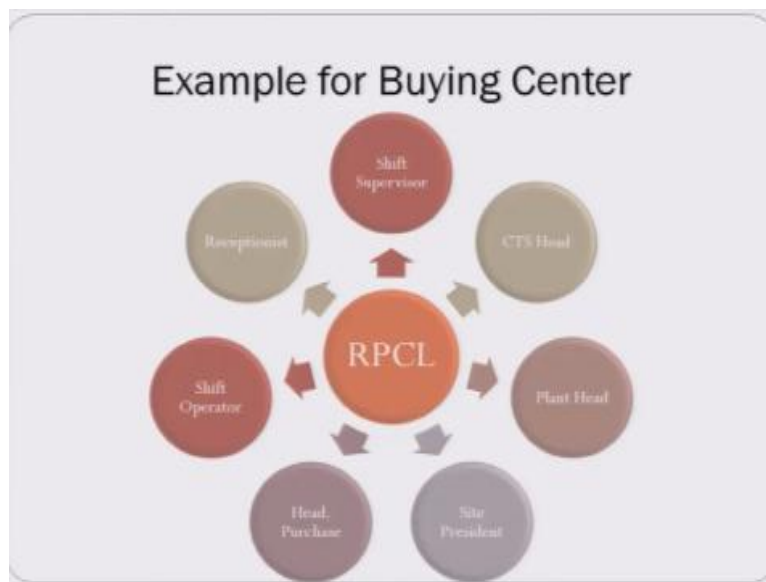 Example for Buying Center
Shift
Supervisor
CTS Head
Plant Head
Site
President
Head,
Purchase
Shift
Operator
Receptionist
RPCL